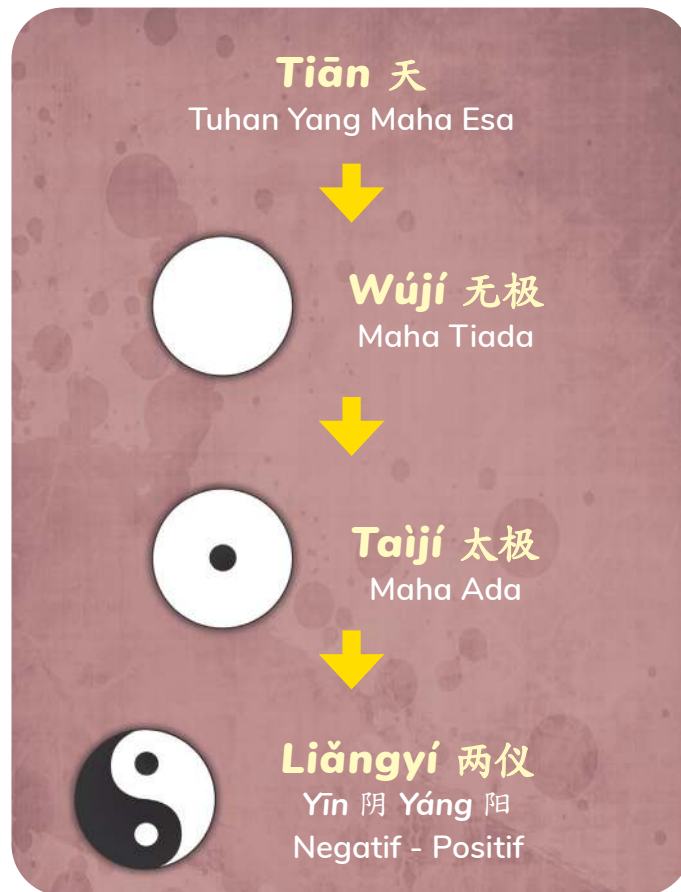 Tiān 天
Tuhan Yang Maha Esa
Wújí 无极
Maha Tiada
Taìjí 太极
Maha Ada
Liǎngyí 两仪
Yīn 阴 Yáng 阳
Negatif - Positif